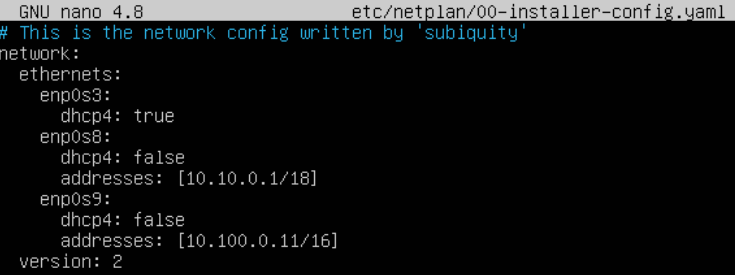 GNU nano 4.8 etc/netplan/00-installer-config.yaml
# This is the network config written by 'subiquity'
network:
  ethernets:
    enp0s3:
      dhcp4: true
    enp0s8:
      dhcp4: false
      addresses: [10.10.0.1/18]
    enp0s9:
      dhcp4: false
      addresses: [10.100.0.11/16]
  version: 2